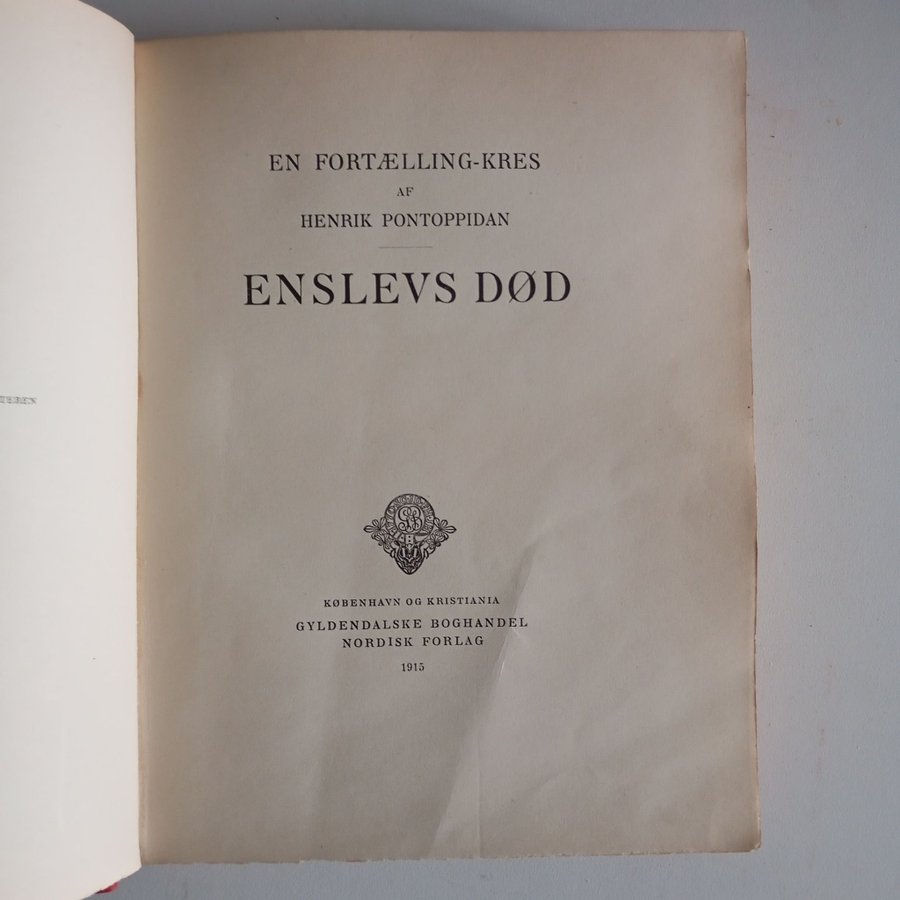 EN FORTÆLLING-KRES
AF
HENRIK PONTOPPIDAN
ENSLEVS DØD
KØBENHAVN OG KRISTIANIA
GYLDENDALSKE BOGHANDEL
NORDISK FORLAG
1915